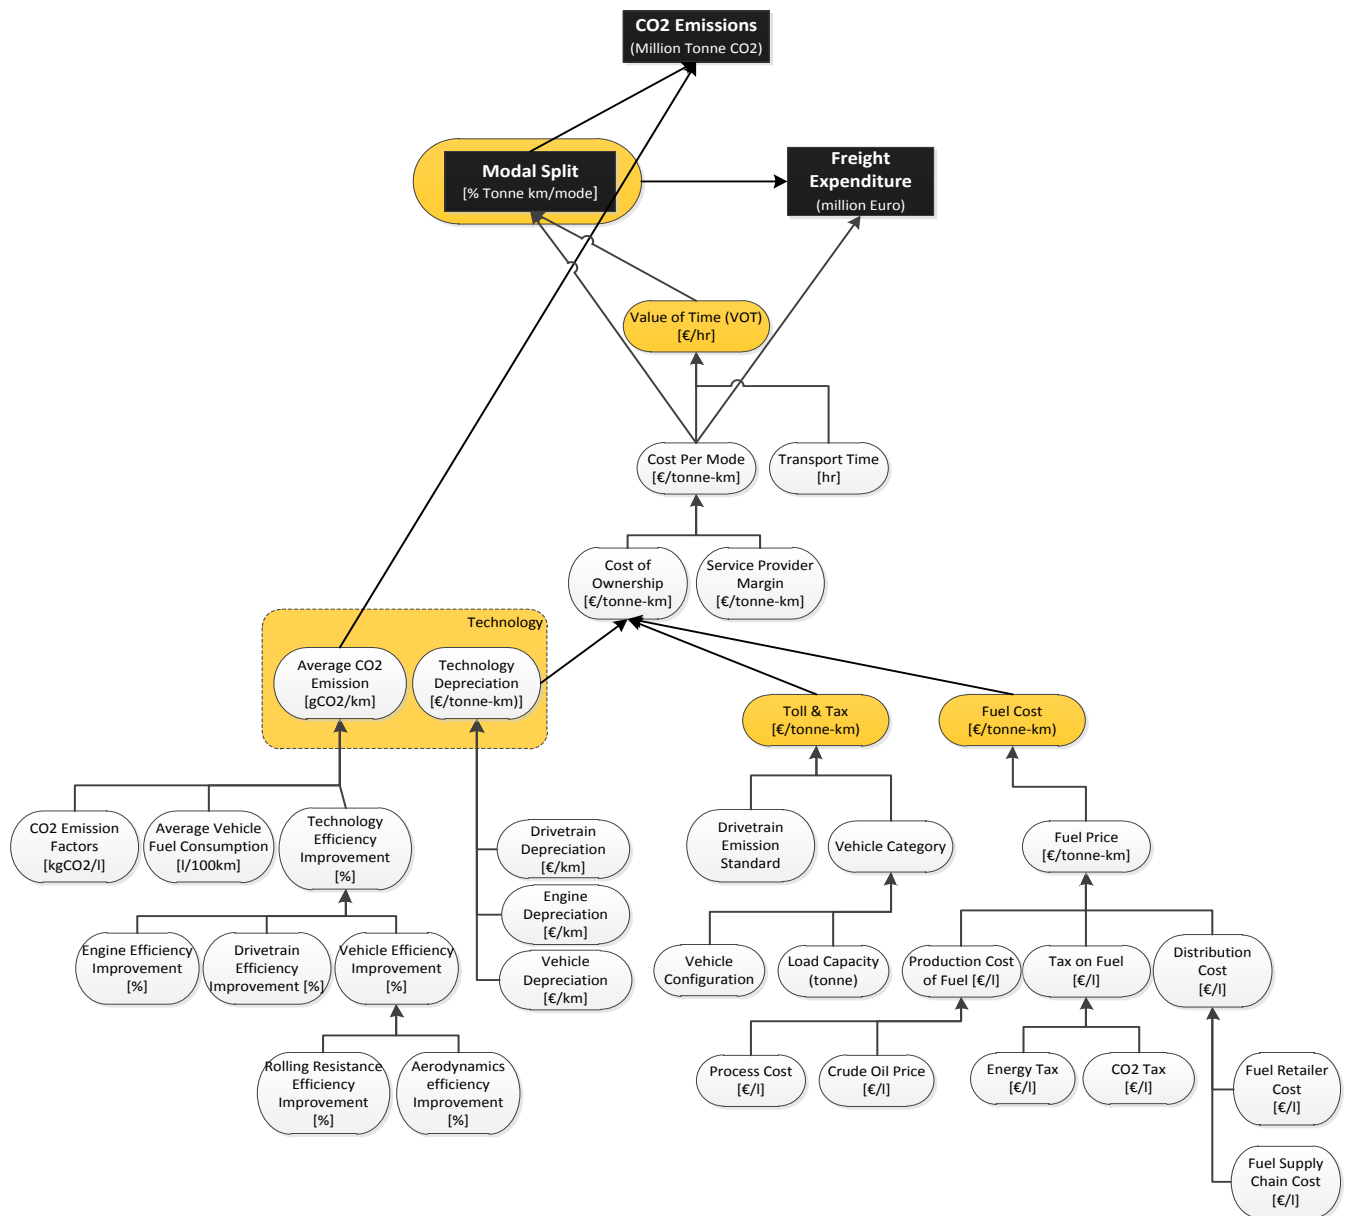 CO2 Emissions
(Million Tonne CO2)
Modal Split
[% Tonne km/mode]
Freight
Expenditure
(million Euro)
Value of Time (VOT)
[€/hr]
Cost Per Mode
[€/tonne-km]
Transport Time
[hr]
Cost of
Ownership
[€/tonne-km]
Service Provider
Margin
[€/tonne-km]
Technology
Average CO2
Emission
[gCO2/km]
Technology
Depreciation
[€/tonne-km)]
Toll & Tax
[€/tonne-km)
Fuel Cost
[€/tonne-km)
CO2 Emission
Factors
[kgCO2/l]
Average Vehicle
Fuel Consumption
[l/100km]
Technology
Efficiency
Improvement
[%]
Drivetrain
Depreciation
[€/km]
Drivetrain
Emission
Standard
Vehicle Category
Fuel Price
[€/tonne-km]
Engine
Depreciation
[€/km]
Engine Efficiency
Improvement
[%]
Drivetrain
Efficiency
Improvement [%]
Vehicle Efficiency
Improvement
[%]
Vehicle
Depreciation
[€/km]
Vehicle
Configuration
Load Capacity
(tonne)
Production Cost
of Fuel [€/l]
Tax on Fuel
[€/l]
Distribution
Cost
[€/l]
Rolling Resistance
Efficiency
Improvement
[%]
Aerodynamics
efficiency
Improvement
[%]
Process Cost
[€/l]
Crude Oil Price
[€/l]
Energy Tax
[€/l]
CO2 Tax
[€/l]
Fuel Retailer
Cost
[€/l]
Fuel Supply
Chain Cost
[€/l]